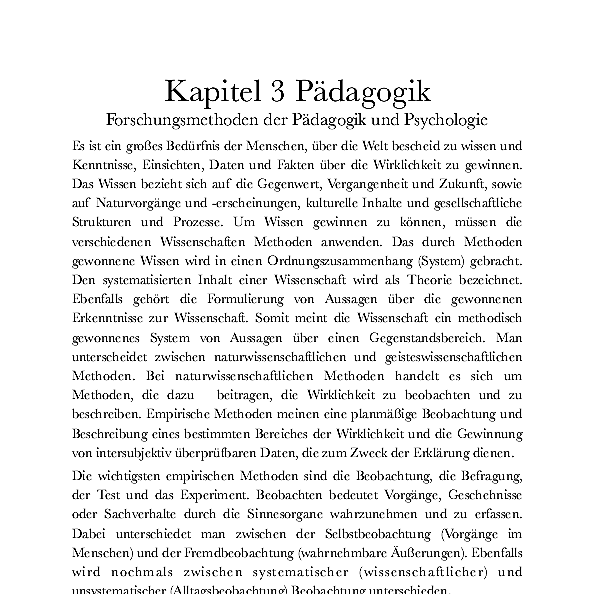 Kapitel 3 Pädagogik
Forschungsmethoden der Pädagogik und Psychologie
Es ist ein großes Bedürfnis der Menschen, über die Welt bescheid zu wissen und
Kenntnisse, Einsichten, Daten und Fakten über die Wirklichkeit zu gewinnen.
Das Wissen bezieht sich auf die Gegenwert, Vergangenheit und Zukunft, sowie
auf Naturvorgänge und -erscheinungen, kulturelle Inhalte und gesellschaftliche
Strukturen und Prozesse. Um Wissen gewinnen zu können, müssen die
verschiedenen Wissenschaften Methoden anwenden. Das durch Methoden
gewonnene Wissen wird in einen Ordnungszusammenhang (System) gebracht.
Den systematisierten Inhalt einer Wissenschaft wird als Theorie bezeichnet.
Ebenfalls gehört die Formulierung von Aussagen über die gewonnenen
Erkenntnisse zur Wissenschaft. Somit meint die Wissenschaft ein methodisch
gewonnenes System von Aussagen über einen Gegenstandsbereich. Man
unterscheidet zwischen naturwissenschaftlichen und geisteswissenschaftlichen
Methoden. Bei naturwissenschaftlichen Methoden handelt es sich um
Methoden, die dazu beitragen, die Wirklichkeit zu beobachten und zu
beschreiben. Empirische Methoden meinen eine planmäßige Beobachtung und
Beschreibung eines bestimmten Bereiches der Wirklichkeit und die Gewinnung
von intersubjektiv überprüfbaren Daten, die zum Zweck der Erklärung dienen.
Die wichtigsten empirischen Methoden sind die Beobachtung, die Befragung,
der Test und das Experiment. Beobachten bedeutet Vorgänge, Geschehnisse
oder Sachverhalte durch die Sinnesorgane wahrzunehmen und zu erfassen.
Dabei unterschiedet man zwischen der Selbstbeobachtung (Vorgänge im
Menschen) und der Fremdbeobachtung (wahrnehmbare Äußerungen). Ebenfalls
wird nochmals zwischen systematischer (wissenschaftlicher) und
unsystematischer (Alltagsbeobachtung) Beobachtung unterschieden.